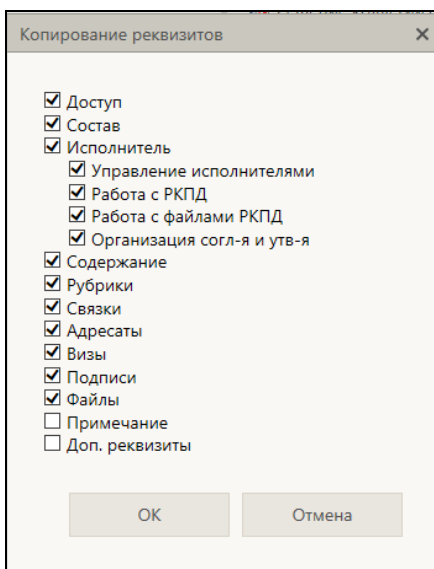 Копирование реквизитов
Доступ
Состав
Исполнитель
Управление исполнителями
Работа с РКПД
Работа с файлами РКПД
Организация согл-я и утв-я
Содержание
Рубрики
Связки
Адресаты
Визы
Подписи
Файлы
Примечание
Доп. реквизиты
ОК Отмена